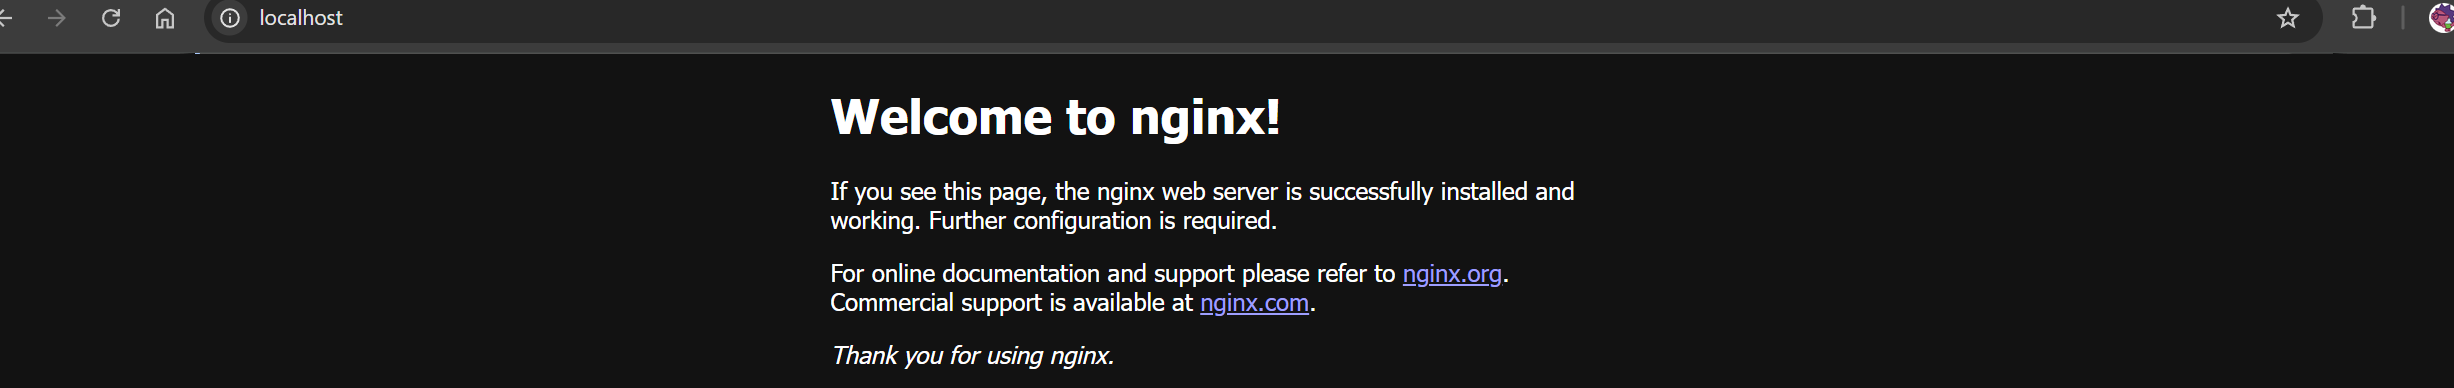 localhost
Welcome to nginx!
If you see this page, the nginx web server is successfully installed and
working. Further configuration is required.
For online documentation and support please refer to nginx.org.
Commercial support is available at nginx.com.
Thank you for using nginx.